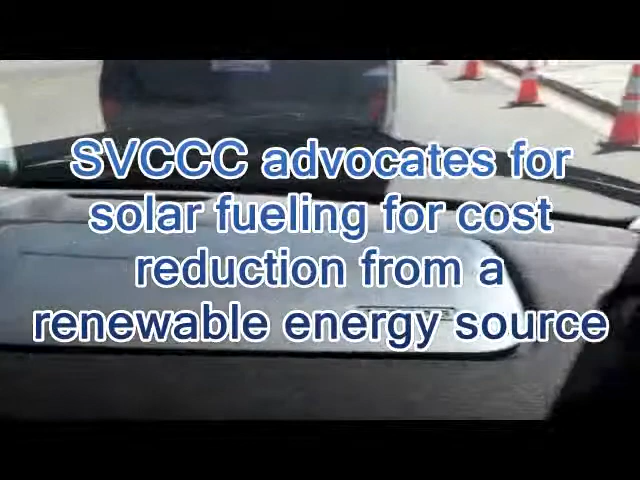 SVCCC advocates for
solar fueling for cost
reduction from a
renewable energy source